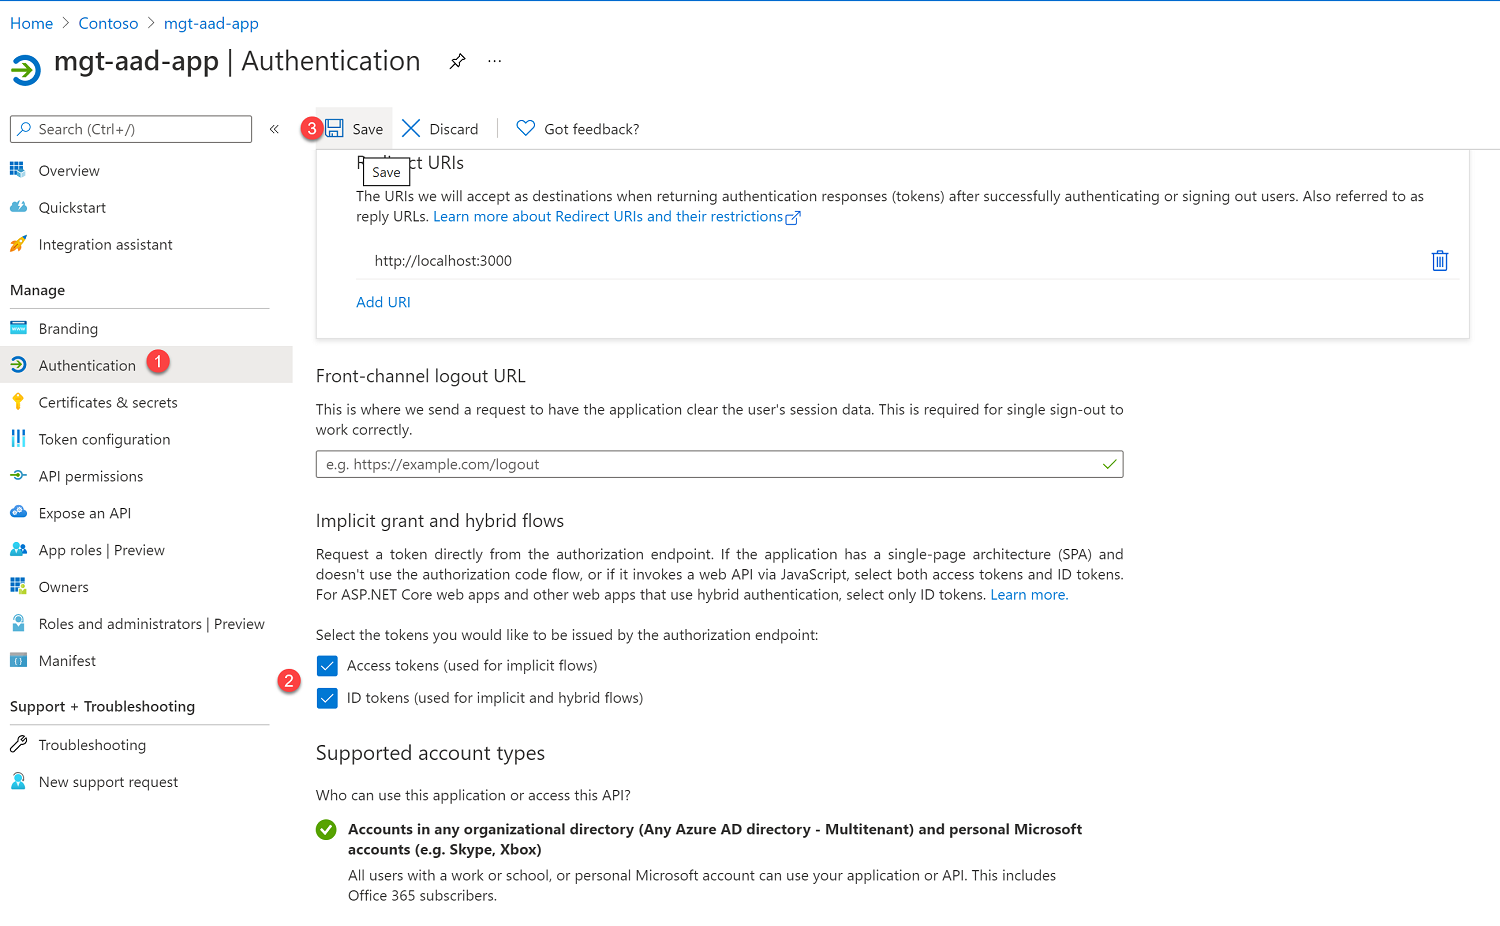 Home > Contoso > mgt-aad-app
mgt-aad-app | Authentication
Search (Ctrl+/)
«
Overview
Quickstart
Integration assistant
Manage
Branding
Authentication 1
Certificates & secrets
Token configuration
API permissions
Expose an API
App roles | Preview
Owners
Roles and administrators | Preview
Manifest
Support + Troubleshooting
Troubleshooting
New support request
3 Save Discard Got feedback?
Redirect URIs
Save
The URIs we will accept as destinations when returning authentication responses (tokens) after successfully authenticating or signing out users. Also referred to as
reply URLs. Learn more about Redirect URIs and their restrictions
http://localhost:3000
Add URI
Front-channel logout URL
This is where we send a request to have the application clear the user's session data. This is required for single sign-out to
work correctly.
e.g. https://example.com/logout
Implicit grant and hybrid flows
Request a token directly from the authorization endpoint. If the application has a single-page architecture (SPA) and
doesn't use the authorization code flow, or if it invokes a web API via JavaScript, select both access tokens and ID tokens.
For ASP.NET Core web apps and other web apps that use hybrid authentication, select only ID tokens. Learn more.
Select the tokens you would like to be issued by the authorization endpoint:
Access tokens (used for implicit flows)
2
ID tokens (used for implicit and hybrid flows)
Supported account types
Who can use this application or access this API?
Accounts in any organizational directory (Any Azure AD directory - Multitenant) and personal Microsoft
accounts (e.g. Skype, Xbox)
All users with a work or school, or personal Microsoft account can use your application or API. This includes
Office 365 subscribers.